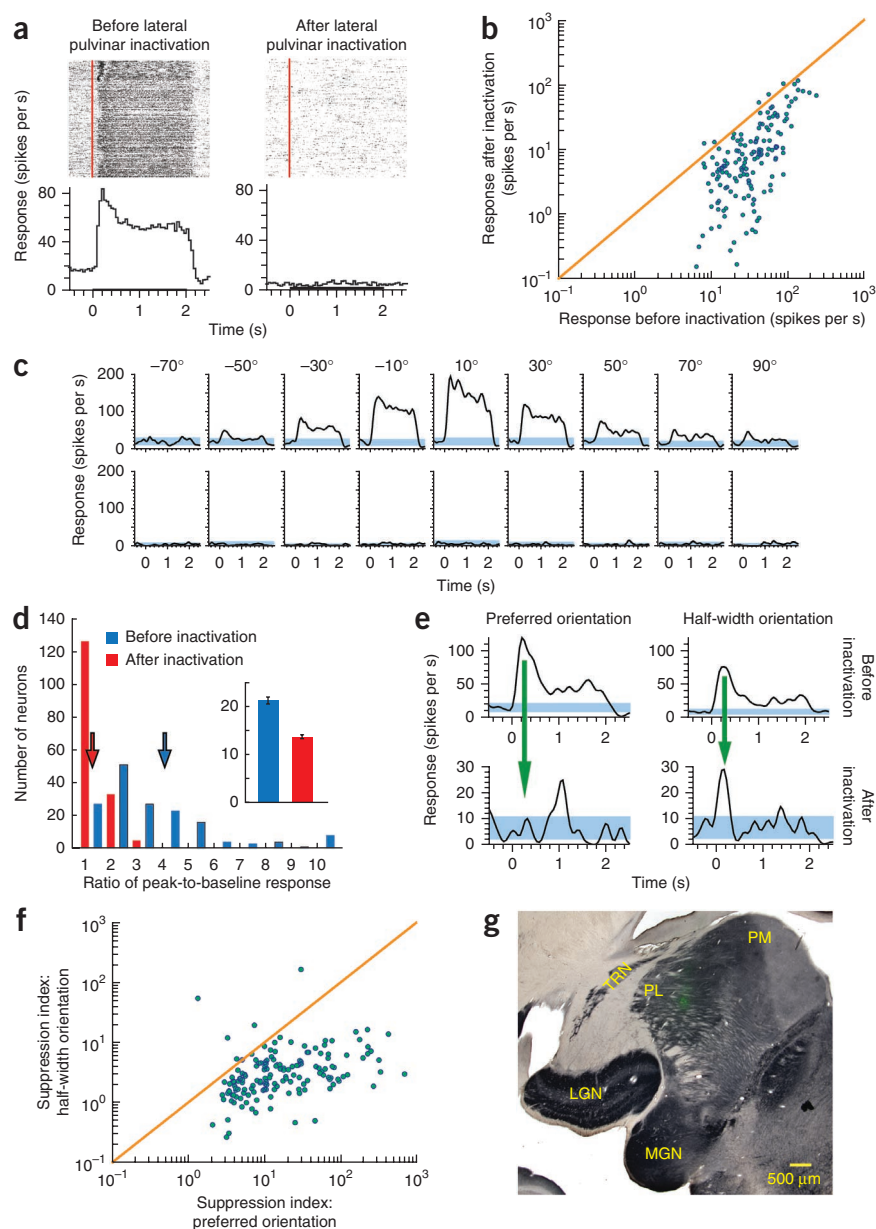 a
Before lateral
pulvinar inactivation
After lateral
pulvinar inactivation
Response (spikes per s)
80
40
0
0 1 2
0 1 2
Time (s)
b
Response after inactivation
(spikes per s)
10³
10²
10¹
10⁰
10⁻¹
10⁻¹ 10⁰ 10¹ 10² 10³
Response before inactivation (spikes per s)
c
–70° –50° –30° –10° 10° 30° 50° 70° 90°
Response (spikes per s)
200
100
0
200
100
0
0 1 2 0 1 2 0 1 2 0 1 2 0 1 2 0 1 2 0 1 2 0 1 2 0 1 2
Time (s)
d
Number of neurons
140
120
100
80
60
40
20
0
Before inactivation
After inactivation
20
10
0
1 2 3 4 5 6 7 8 9 10
Ratio of peak-to-baseline response
e
Preferred orientation Half-width orientation
Response (spikes per s)
100
50
0
0 1 2
100
50
0
0 1 2
Before
inactivation
30
20
10
0
0 1 2
30
20
10
0
0 1 2
After
inactivation
Time (s)
f
Suppression index:
half-width orientation
10³
10²
10¹
10⁰
10⁻¹
10⁻¹ 10⁰ 10¹ 10² 10³
Suppression index:
preferred orientation
g
PM
TRN
PL
LGN
MGN
500 μm